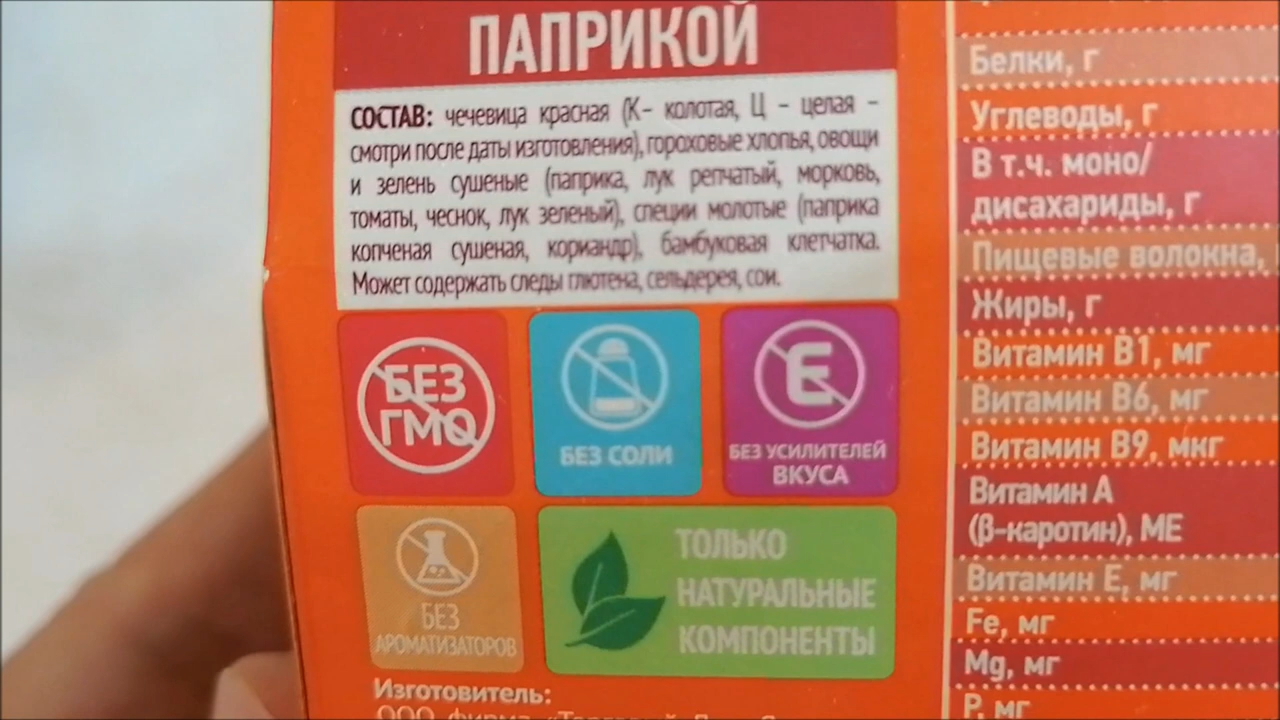 ПАПРИКОЙ
СОСТАВ: чечевица красная (К– колотая, Ц – целая –
смотри после даты изготовления), гороховые хлопья, овощи
и зелень сушеные (паприка, лук репчатый, морковь,
томаты, чеснок, лук зеленый), специи молотые (паприка
копченая сушеная, кориандр), бамбуковая клетчатка.
Может содержать следы глютена, сельдерея, сои.
БЕЗ
ГМО
БЕЗ СОЛИ
Е
БЕЗ УСИЛИТЕЛЕЙ
ВКУСА
БЕЗ
АРОМАТИЗАТОРОВ
ТОЛЬКО
НАТУРАЛЬНЫЕ
КОМПОНЕНТЫ
Изготовитель:
ООО фирма «Торговый Дом
Белки, г
Углеводы, г
В т.ч. моно/
дисахариды, г
Пищевые волокна,
Жиры, г
Витамин В1, мг
Витамин В6, мг
Витамин В9, мкг
Витамин А
(β-каротин), МЕ
Витамин Е, мг
Fe, мг
Mg, мг
P, мг